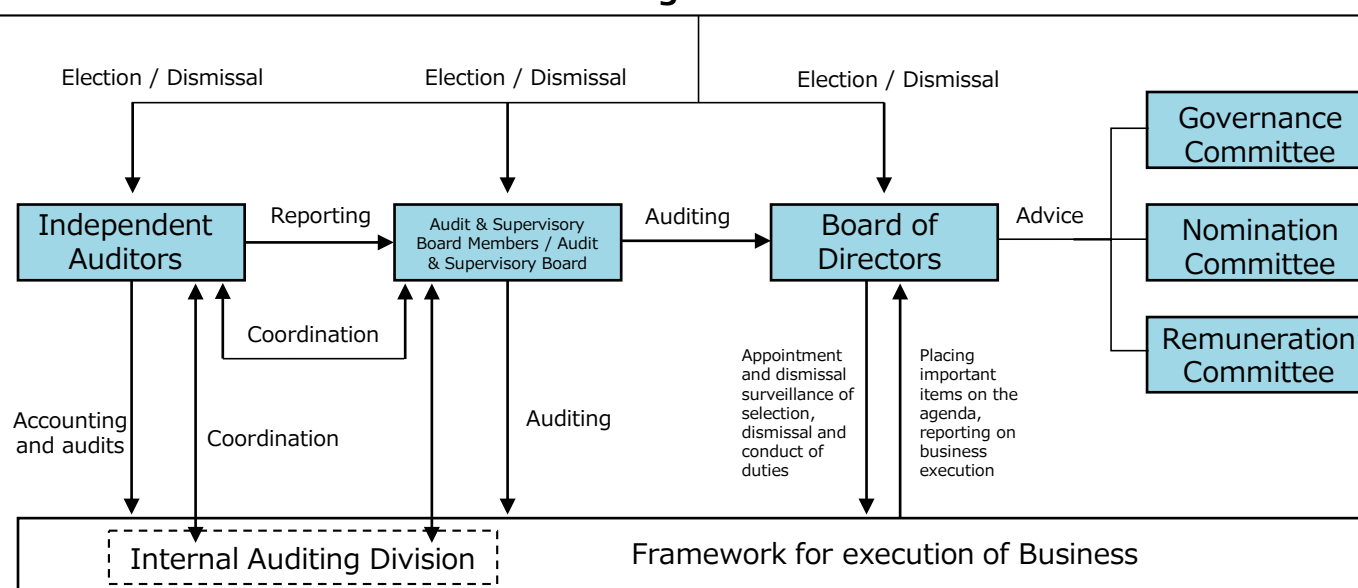 Election / Dismissal
Election / Dismissal
Election / Dismissal
Governance
Committee
Independent
Auditors
Reporting
Audit & Supervisory
Board Members / Audit
& Supervisory Board
Auditing
Board of
Directors
Advice
Nomination
Committee
Coordination
Remuneration
Committee
Appointment
and dismissal
surveillance of
selection,
dismissal and
conduct of
duties
Placing
important
items on the
agenda,
reporting on
business
execution
Accounting
and audits
Coordination
Auditing
Internal Auditing Division
Framework for execution of Business